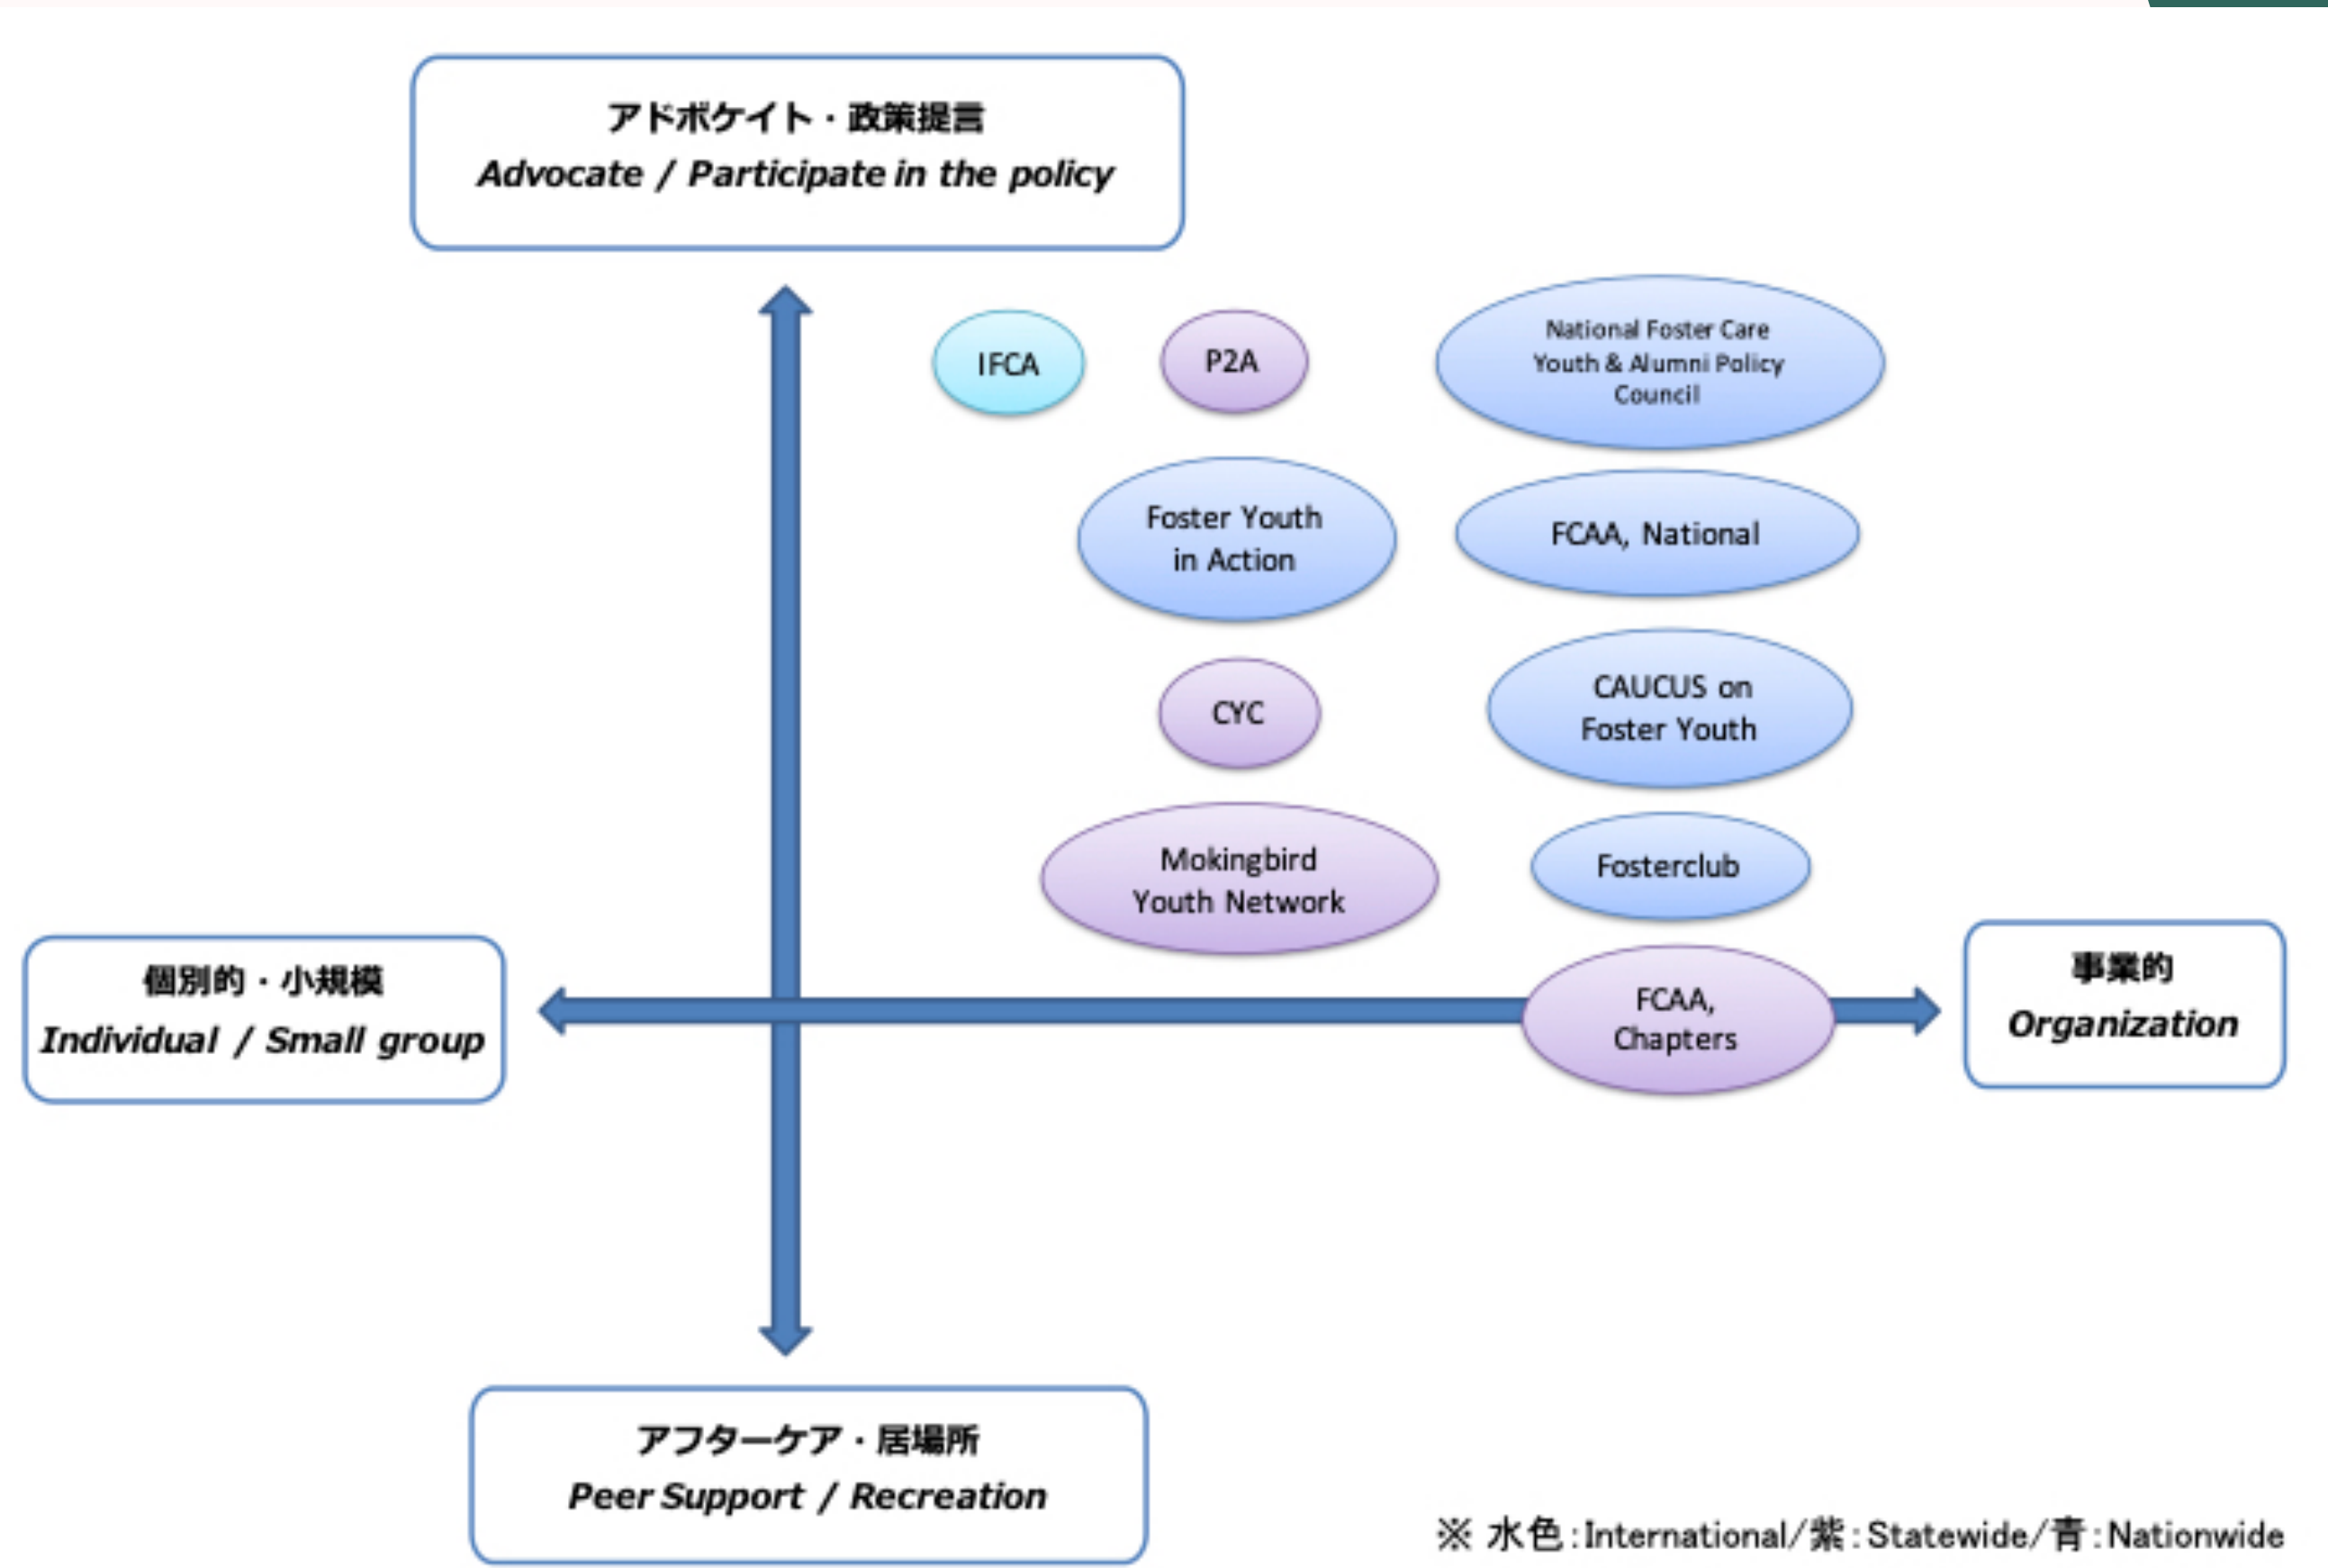 アドボケイト・政策提言
Advocate / Participate in the policy
IFCA
P2A
National Foster Care
Youth & Alumni Policy
Council
Foster Youth
in Action
FCAA, National
CYC
CAUCUS on
Foster Youth
Mokingbird
Youth Network
Fosterclub
個別的・小規模
Individual / Small group
FCAA,
Chapters
事業的
Organization
アフターケア・居場所
Peer Support / Recreation
※ 水色：International/紫：Statewide/青：Nationwide